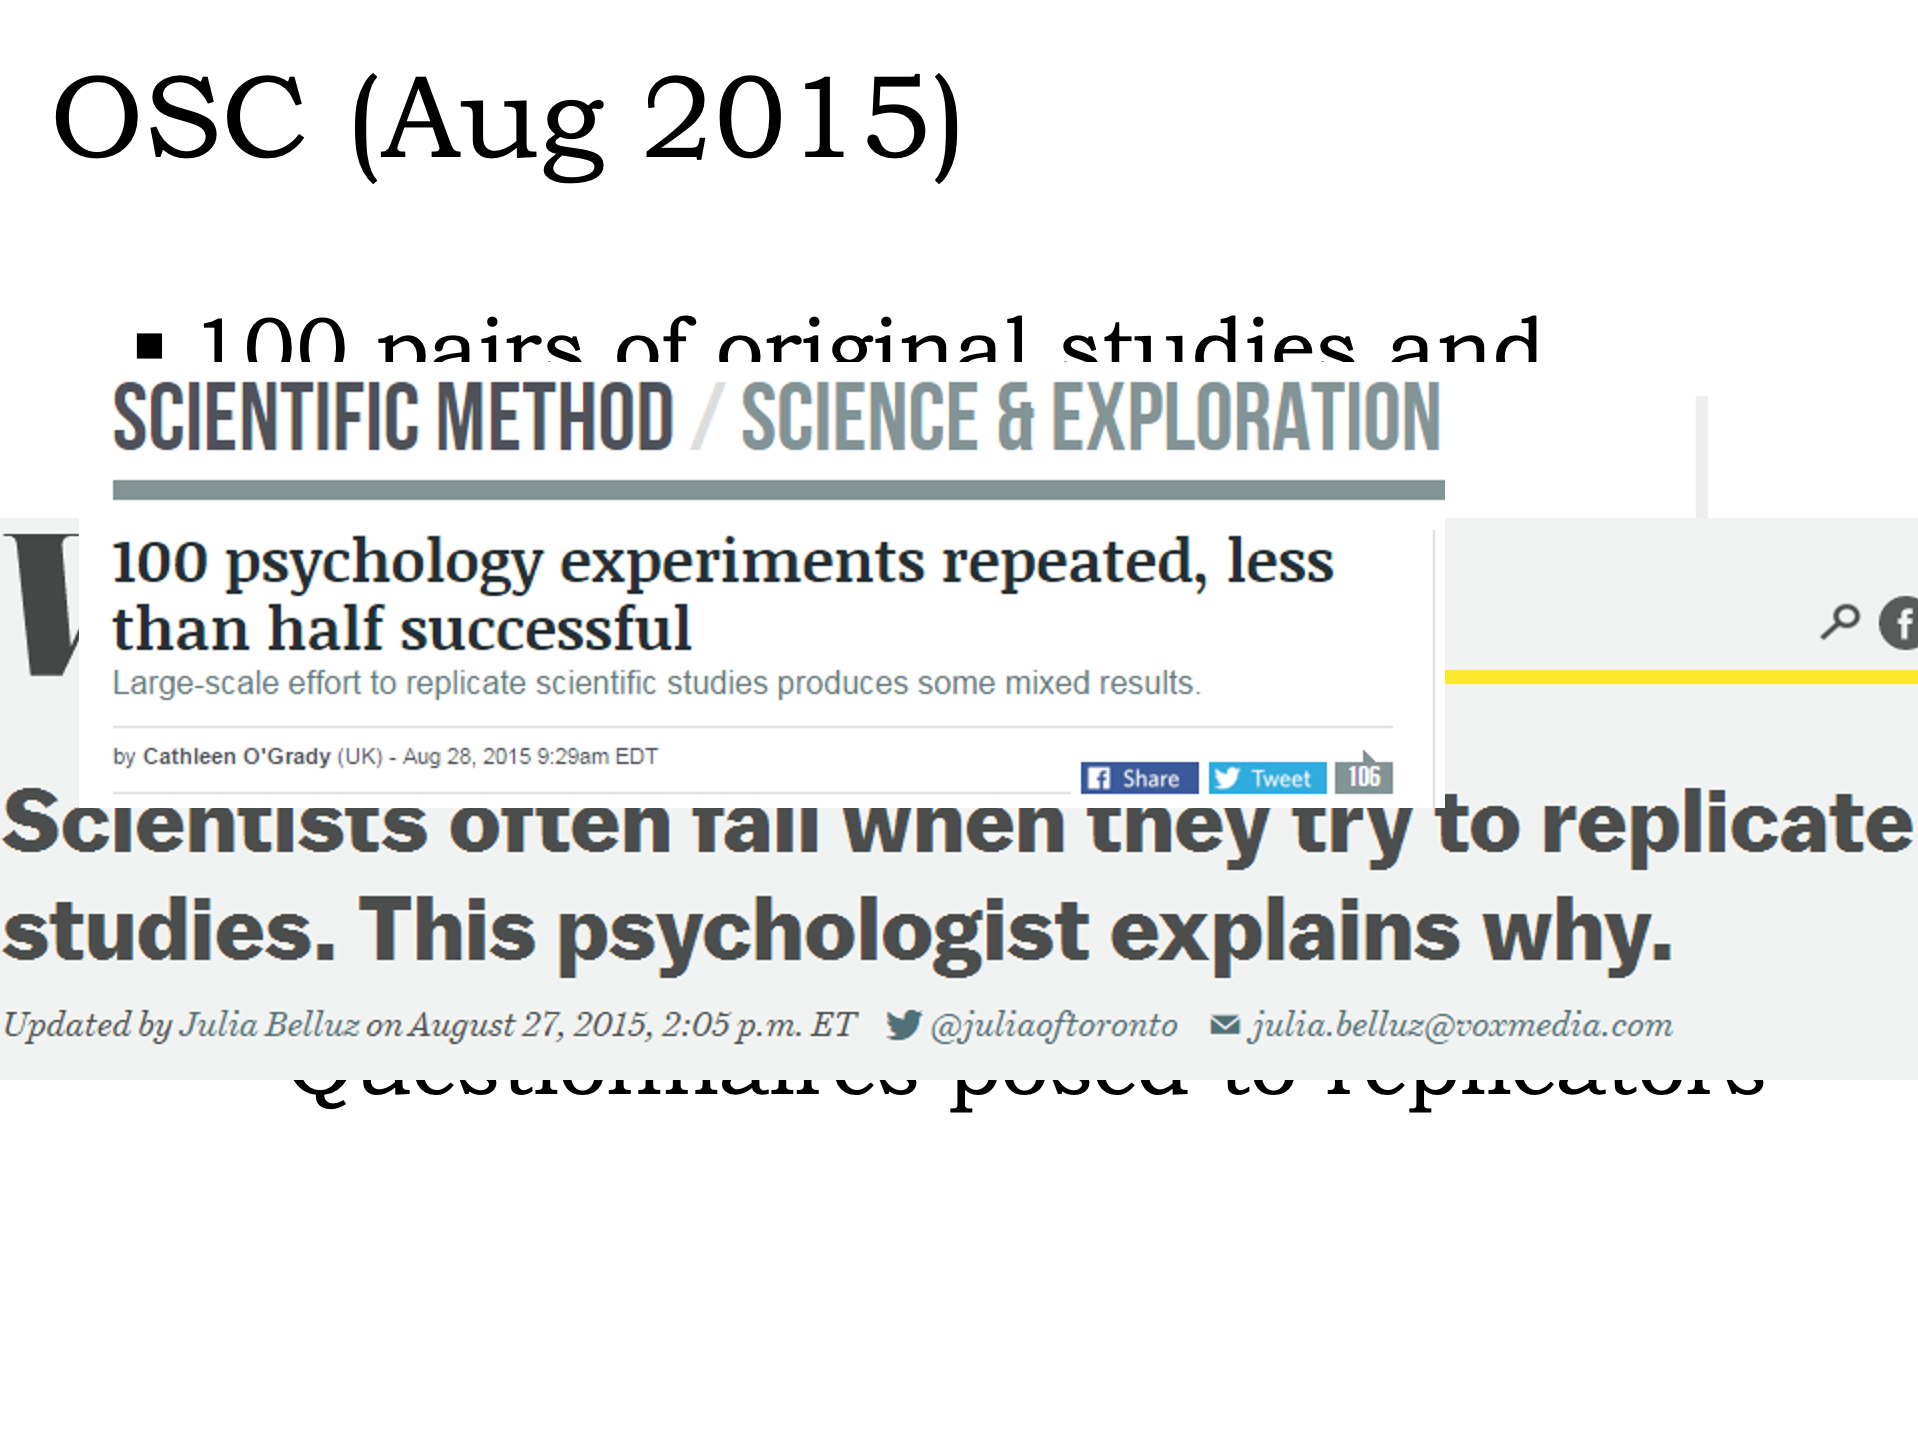 OSC (Aug 2015)
▪ 100 pairs of original studies and
SCIENTIFIC METHOD / SCIENCE & EXPLORATION
100 psychology experiments repeated, less
than half successful
Large-scale effort to replicate scientific studies produces some mixed results.
by Cathleen O'Grady (UK) - Aug 28, 2015 9:29am EDT
Share Tweet 106
Scientists often fail when they try to replicate
studies. This psychologist explains why.
Updated by Julia Belluz on August 27, 2015, 2:05 p.m. ET @juliaoftoronto julia.belluz@voxmedia.com
Questionnaires posed to replicators